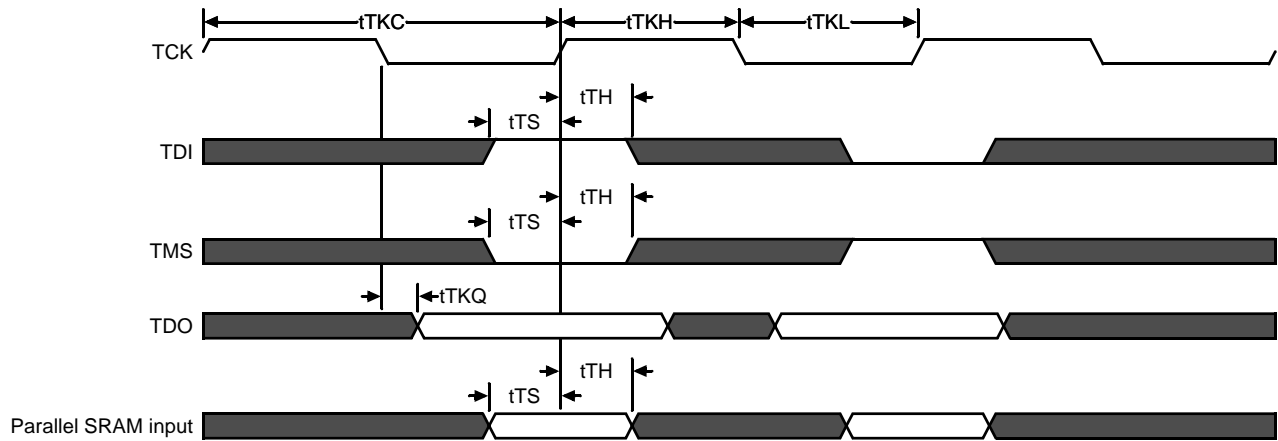 tTKC tTKH tTKL
TCK
tTH
tTS
TDI
tTH
tTS
TMS
tTKQ
TDO
tTH
tTS
Parallel SRAM input